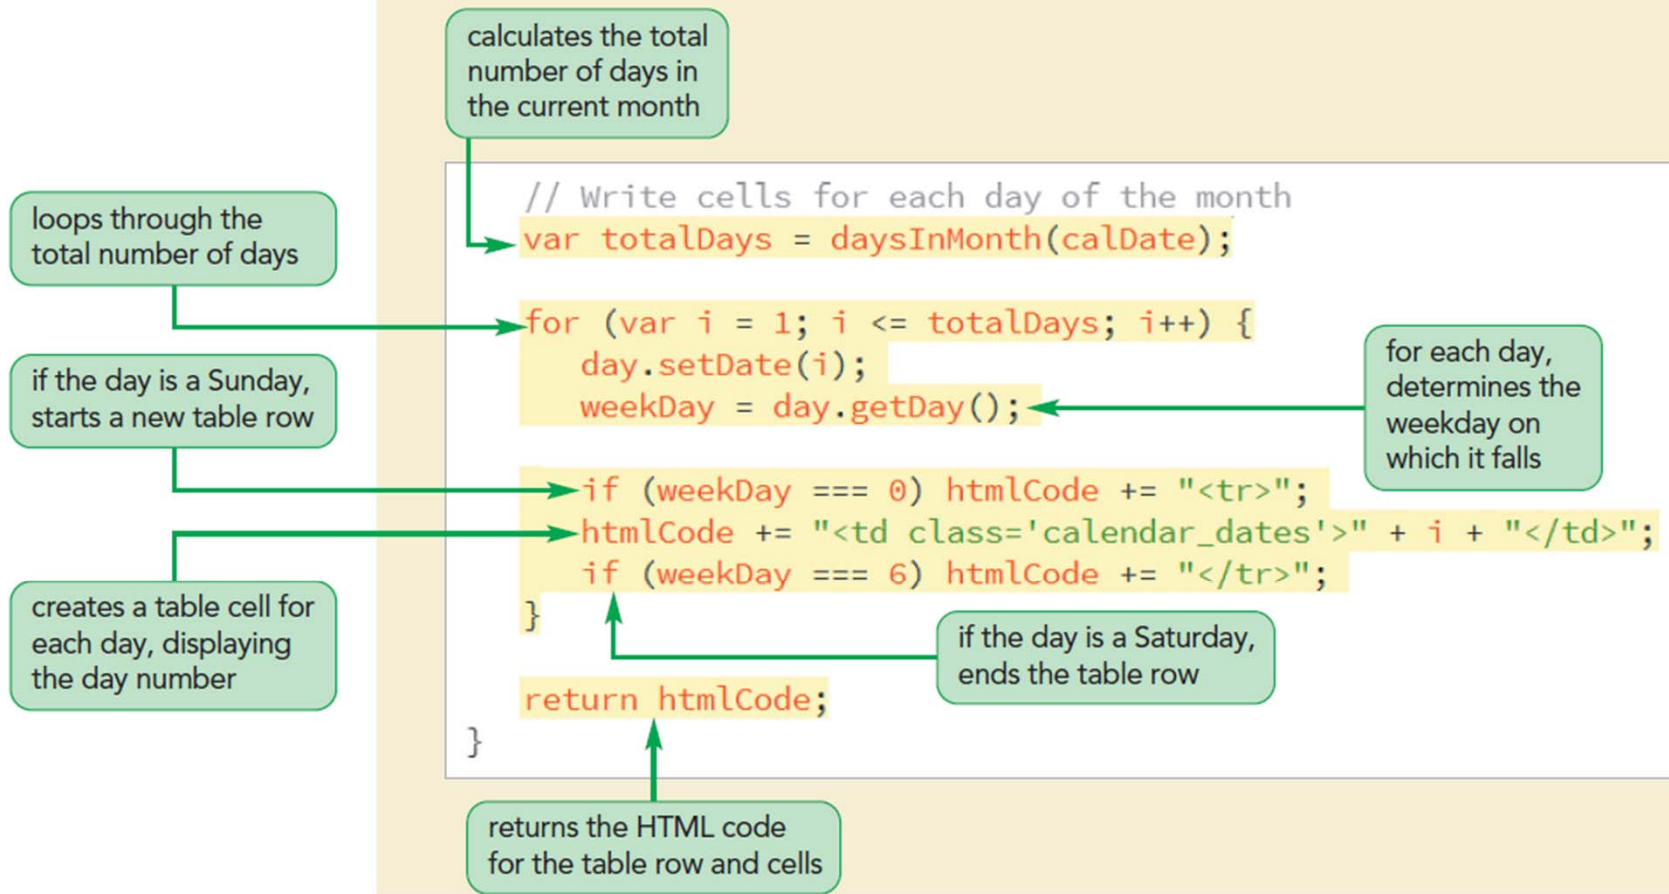 calculates the total
number of days in
the current month
// Write cells for each day of the month
var totalDays = daysInMonth(calDate);
loops through the
total number of days
for (var i = 1; i <= totalDays; i++) {
day.setDate(i);
weekDay = day.getDay();
for each day,
determines the
weekday on
which it falls
if the day is a Sunday,
starts a new table row
if (weekDay === 0) htmlCode += "<tr>";
htmlCode += "<td class='calendar_dates'>" + i + "</td>";
if (weekDay === 6) htmlCode += "</tr>";
}
creates a table cell for
each day, displaying
the day number
if the day is a Saturday,
ends the table row
return htmlCode;
}
returns the HTML code
for the table row and cells